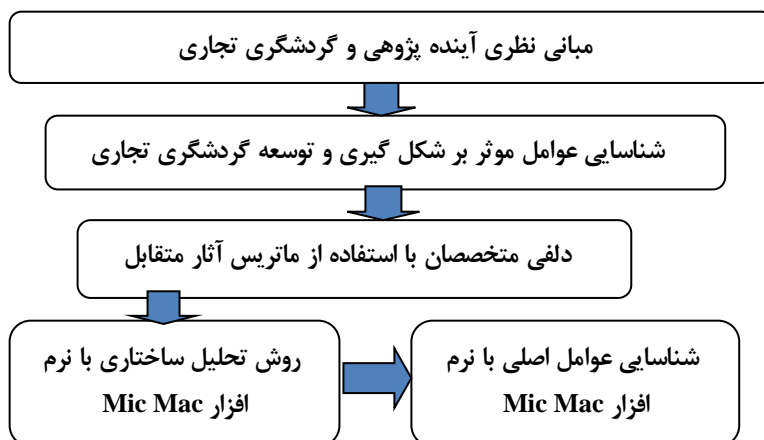 مبانی نظری آینده پژوهی و گردشگری تجاری
شناسایی عوامل موثر بر شکل گیری و توسعه گردشگری تجاری
دلفی متخصصان با استفاده از ماتریس آثار متقابل
روش تحلیل ساختاری با نرم
افزار Mic Mac
شناسایی عوامل اصلی با نرم
افزار Mic Mac